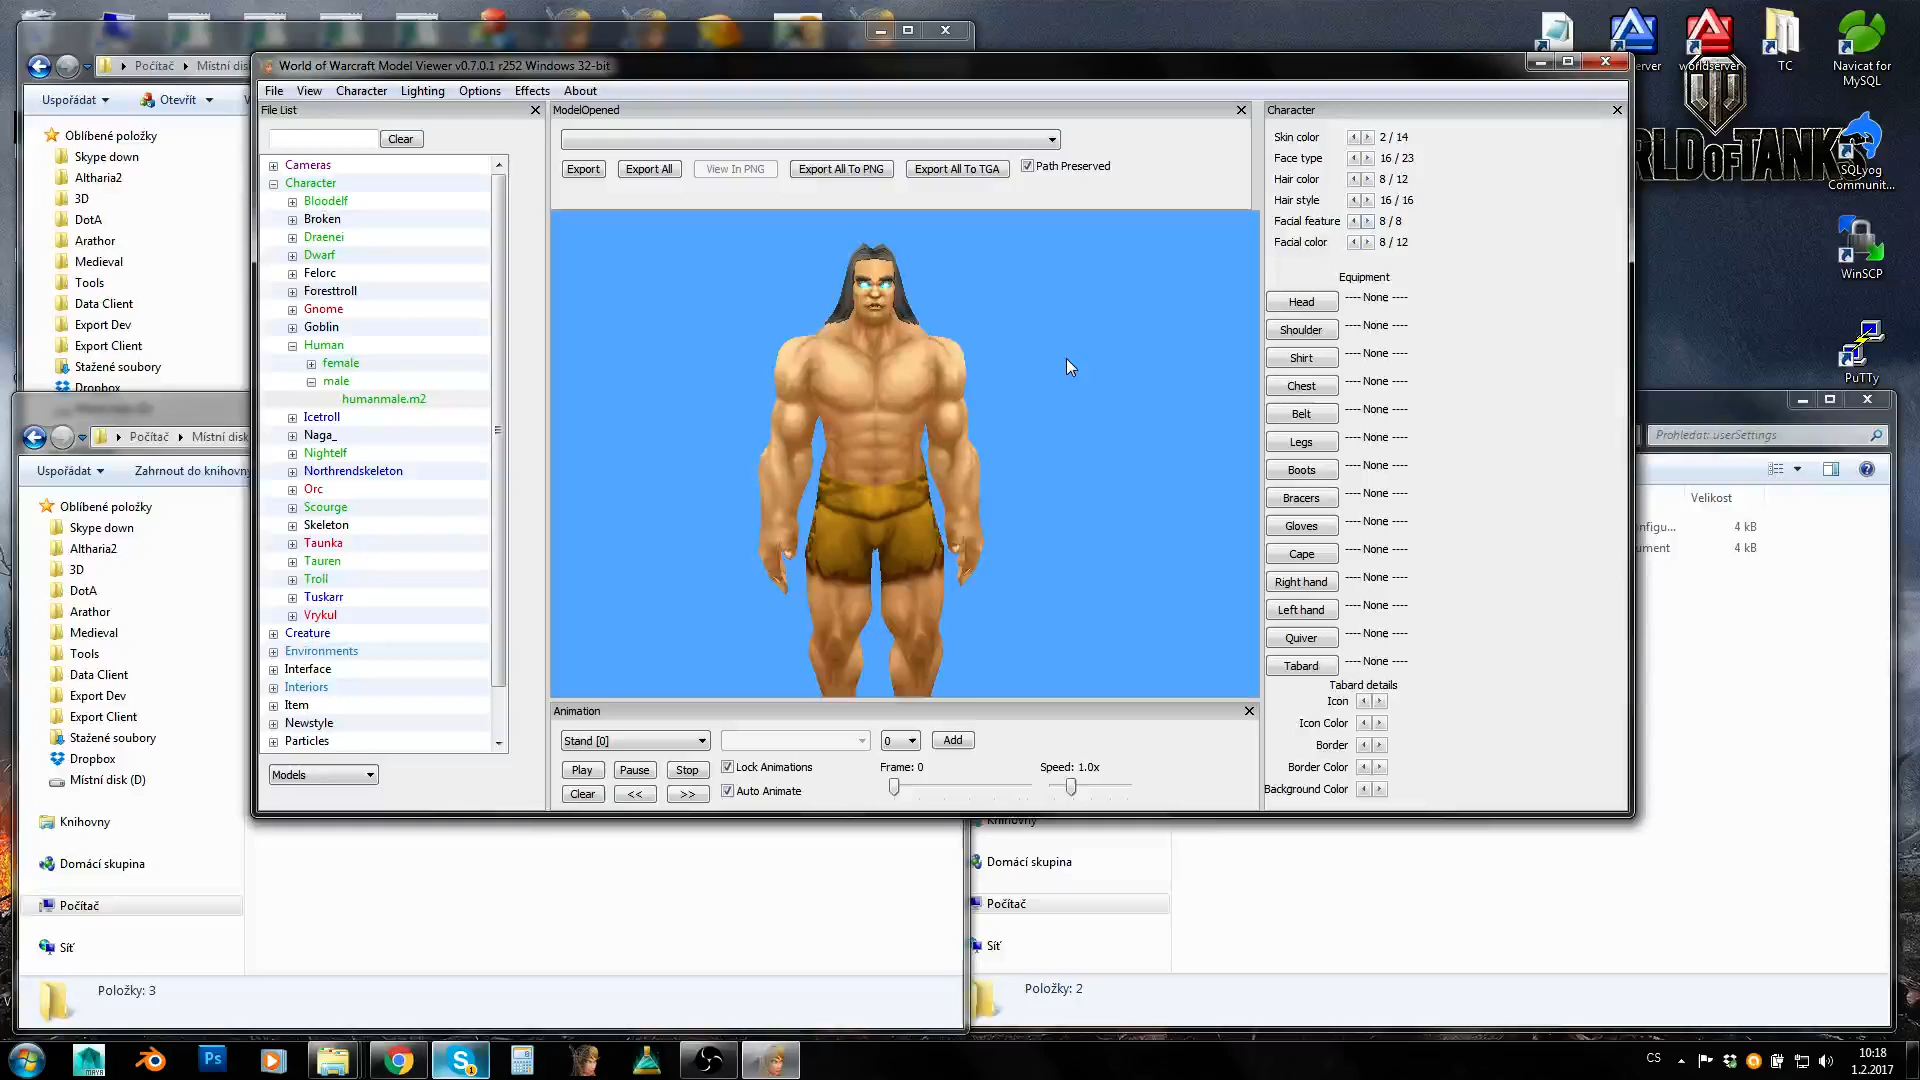 World of Warcraft Model Viewer v0.7.0.1 r252 Windows 32-bit
File View Character Lighting Options Effects About
File List
Clear
Cameras
Character
Bloodelf
Broken
Draenei
Dwarf
Felorc
Foresttroll
Gnome
Goblin
Human
female
male
humanmale.m2
Icetroll
Naga_
Nightelf
Northrendskeleton
Orc
Scourge
Skeleton
Taunka
Tauren
Troll
Tuskarr
Vrykul
Creature
Environments
Interface
Interiors
Item
Newstyle
Particles
Models
ModelOpened
Export Export All View In PNG Export All To PNG Export All To TGA Path Preserved
Animation
Stand [0] 0 Add
Play Pause Stop Lock Animations Frame: 0 Speed: 1.0x
Clear << >> Auto Animate
Character
Skin color 2 / 14
Face type 16 / 23
Hair color 8 / 12
Hair style 16 / 16
Facial feature 8 / 8
Facial color 8 / 12
Equipment
Head ---- None ----
Shoulder ---- None ----
Shirt ---- None ----
Chest ---- None ----
Belt ---- None ----
Legs ---- None ----
Boots ---- None ----
Bracers ---- None ----
Gloves ---- None ----
Cape ---- None ----
Right hand ---- None ----
Left hand ---- None ----
Quiver ---- None ----
Tabard ---- None ----
Tabard details
Icon
Icon Color
Border
Border Color
Background Color
Počítač Místní dis
Uspořádat Otevřít
Oblíbené položky
Skype down
Altharia2
3D
DotA
Arathor
Medieval
Tools
Data Client
Export Dev
Export Client
Stažené soubory
Dropbox
Počítač Místní disk
Uspořádat Zahrnout do knihovny
Oblíbené položky
Skype down
Altharia2
3D
DotA
Arathor
Medieval
Tools
Data Client
Export Dev
Export Client
Stažené soubory
Dropbox
Místní disk (D)
Knihovny
Domácí skupina
Počítač
Síť
Položky: 3
Prohledat: userSettings
Velikost
nfigu... 4 kB
ument 4 kB
Knihovny
Domácí skupina
Počítač
Síť
Položky: 2
erver
worldserver
TC
Navicat for
MySQL
RLD OF TANKS
SQLyog
Communit...
WinSCP
PuTTy
Ps
MAYA
S
1
CS
10:18
1.2.2017